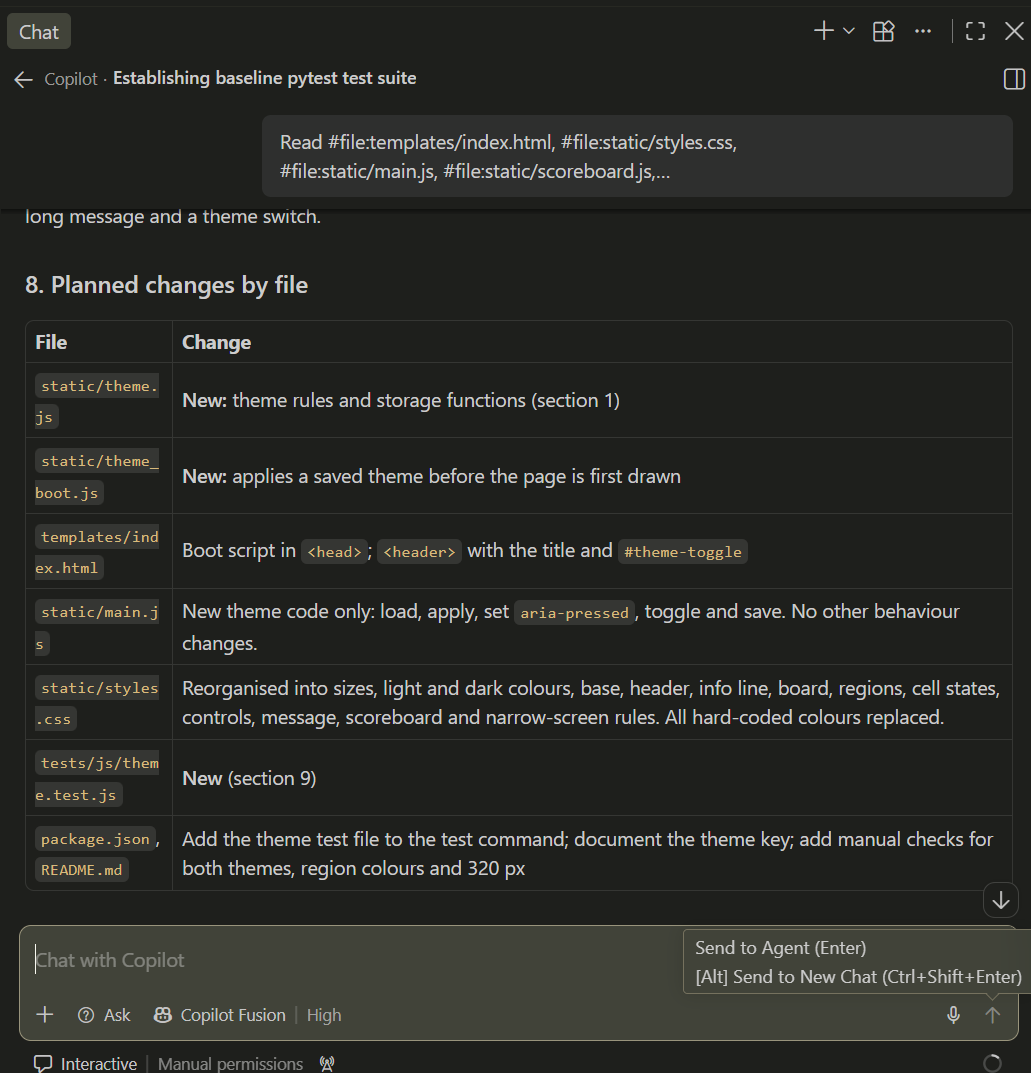 Chat
Copilot · Establishing baseline pytest test suite
Read #file:templates/index.html, #file:static/styles.css,
#file:static/main.js, #file:static/scoreboard.js,...
long message and a theme switch.
8. Planned changes by file
File Change
static/theme.
js
New: theme rules and storage functions (section 1)
static/theme_
boot.js
New: applies a saved theme before the page is first drawn
templates/ind
ex.html
Boot script in <head>; <header> with the title and #theme-toggle
static/main.j
s
New theme code only: load, apply, set aria-pressed, toggle and save. No other behaviour
changes.
static/styles
.css
Reorganised into sizes, light and dark colours, base, header, info line, board, regions, cell states,
controls, message, scoreboard and narrow-screen rules. All hard-coded colours replaced.
tests/js/them
e.test.js
New (section 9)
package.json,
README.md
Add the theme test file to the test command; document the theme key; add manual checks for
both themes, region colours and 320 px
Chat with Copilot
Send to Agent (Enter)
[Alt] Send to New Chat (Ctrl+Shift+Enter)
Ask Copilot Fusion | High
Interactive | Manual permissions